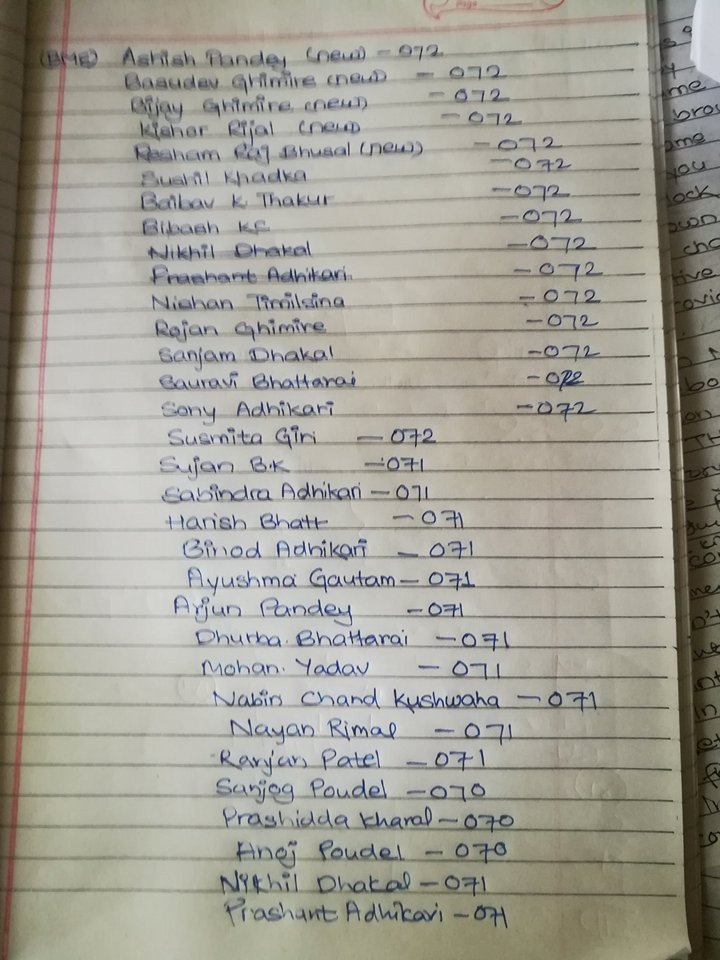 (BME) Ashish Pandey (new) - 072
Basudev Ghimire (new) - 072
Bijay Ghimire (new) - 072
Kishor Rijal (new) - 072
Resham Raj Bhusal (new) - 072
Sushil Khadka - 072
Baibav K Thakur - 072
Bibash KC - 072
Nikhil Dhakal - 072
Prashant Adhikari - 072
Nishan Timilsina - 072
Rojan Ghimire - 072
Sanjam Dhakal - 072
Sauravi Bhattarai - 072
Sony Adhikari - 072
Susmita Giri - 072
Sujan B.K - 071
Sabindra Adhikari - 071
Harish Bhatt - 071
Binod Adhikari - 071
Ayushma Gautam - 071
Arjun Pandey - 071
Dhurba Bhattarai - 071
Mohan Yadav - 071
Nabin Chand Kushwaha - 071
Nayan Rimal - 071
Ranjan Patel - 071
Sanjog Poudel - 070
Prashidda Kharal - 070
Anoj Poudel - 070
Nikhil Dhakal - 071
Prashant Adhikari - 071